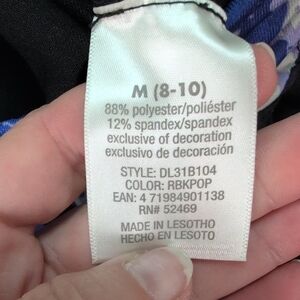 M (8-10)
88% polyester/poliéster
12% spandex/spandex
exclusive of decoration
exclusivo de decoración
STYLE: DL31B104
COLOR: RBKPOP
EAN: 4 71984901138
RN# 52469
MADE IN LESOTHO
HECHO EN LESOTO